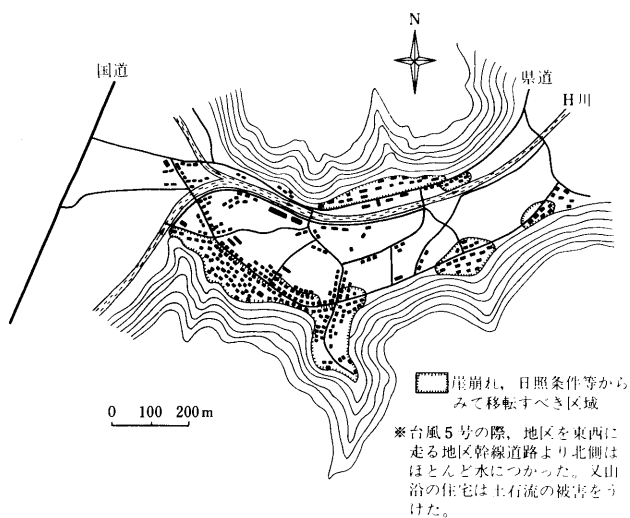 N
国道
県道
H川
崖崩れ，日照条件等から
みて移転すべき区域
0 100 200m
※台風5号の際，地区を東西に
走る地区幹線道路より北側は
ほとんど水につかった。又山
沿の住宅は土石流の被害をう
けた。